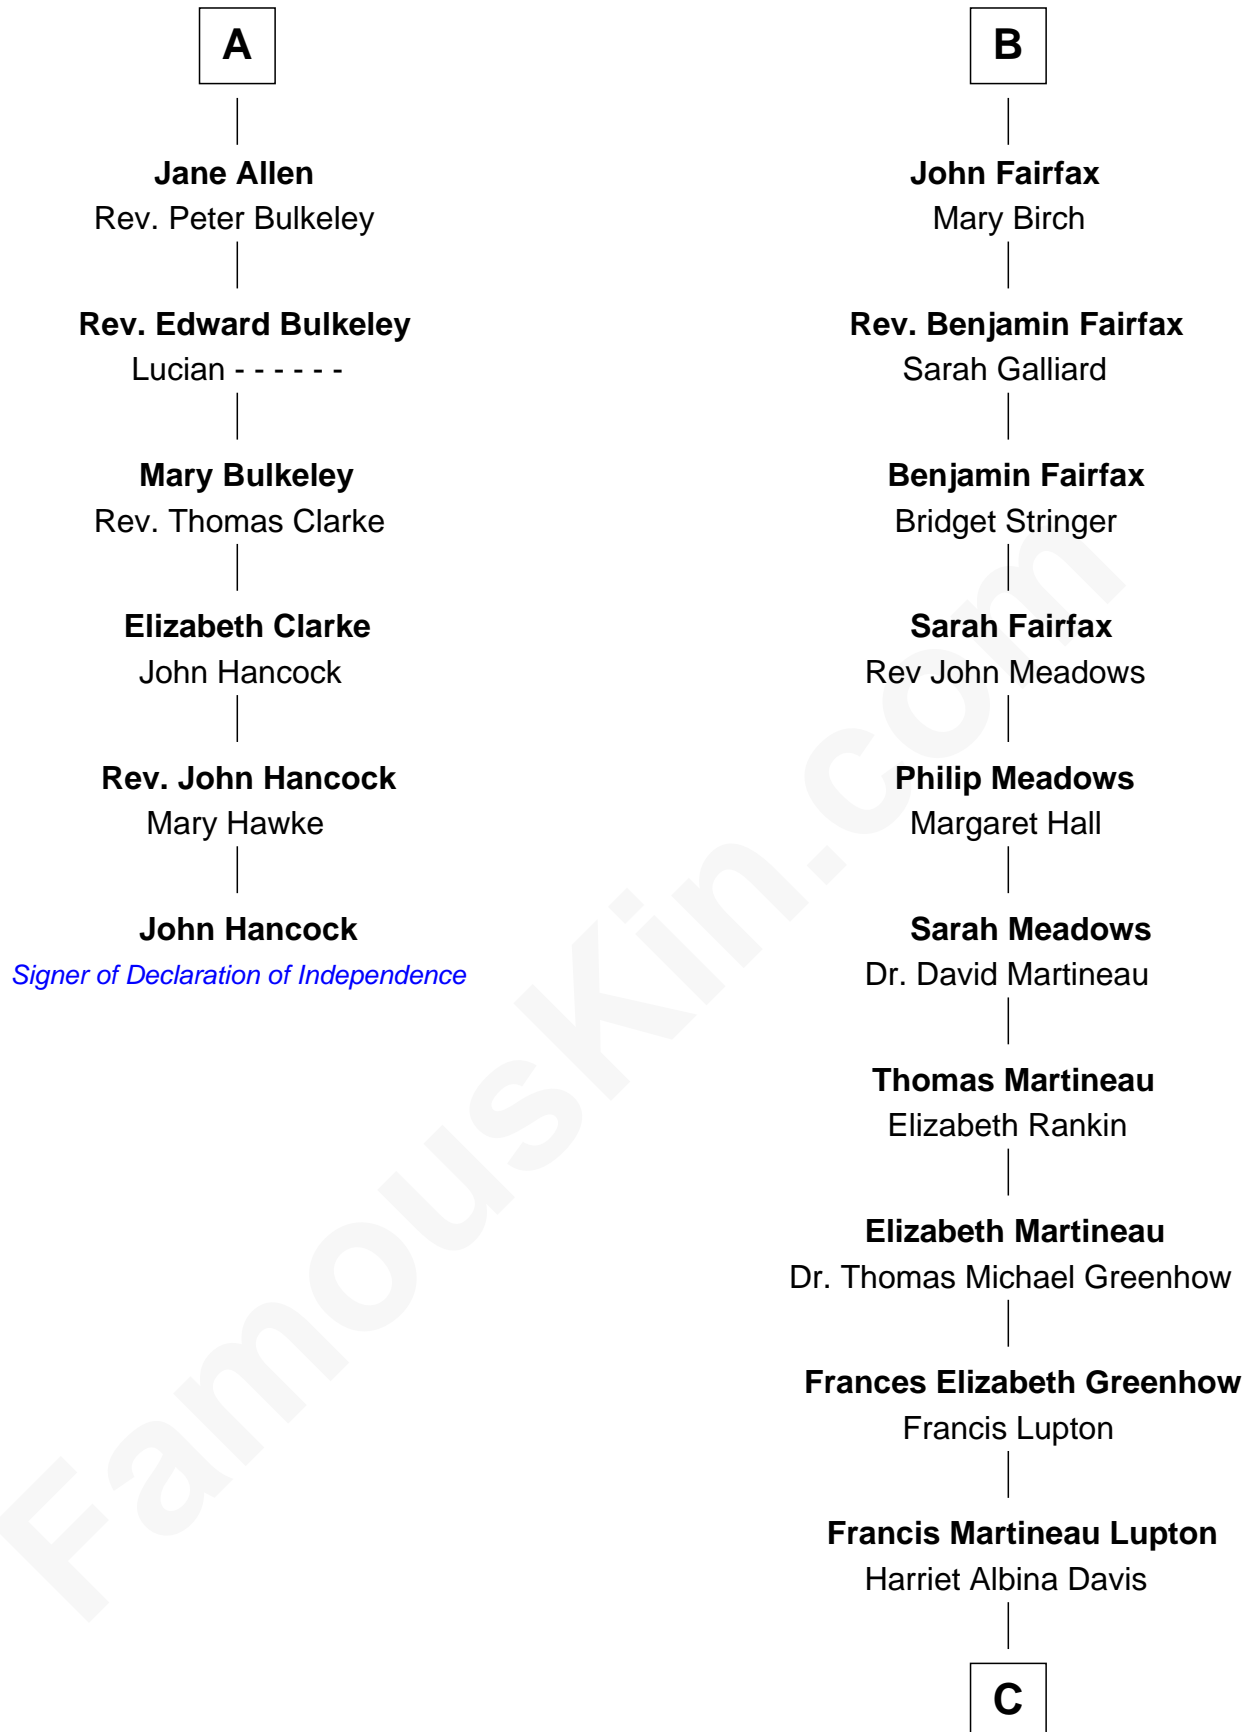 A
Jane Allen
Rev. Peter Bulkeley
Rev. Edward Bulkeley
Lucian - - - - - -
Mary Bulkeley
Rev. Thomas Clarke
Elizabeth Clarke
John Hancock
Rev. John Hancock
Mary Hawke
John Hancock
Signer of Declaration of Independence
B
John Fairfax
Mary Birch
Rev. Benjamin Fairfax
Sarah Galliard
Benjamin Fairfax
Bridget Stringer
Sarah Fairfax
Rev John Meadows
Philip Meadows
Margaret Hall
Sarah Meadows
Dr. David Martineau
Thomas Martineau
Elizabeth Rankin
Elizabeth Martineau
Dr. Thomas Michael Greenhow
Frances Elizabeth Greenhow
Francis Lupton
Francis Martineau Lupton
Harriet Albina Davis
C
FamousKin.com